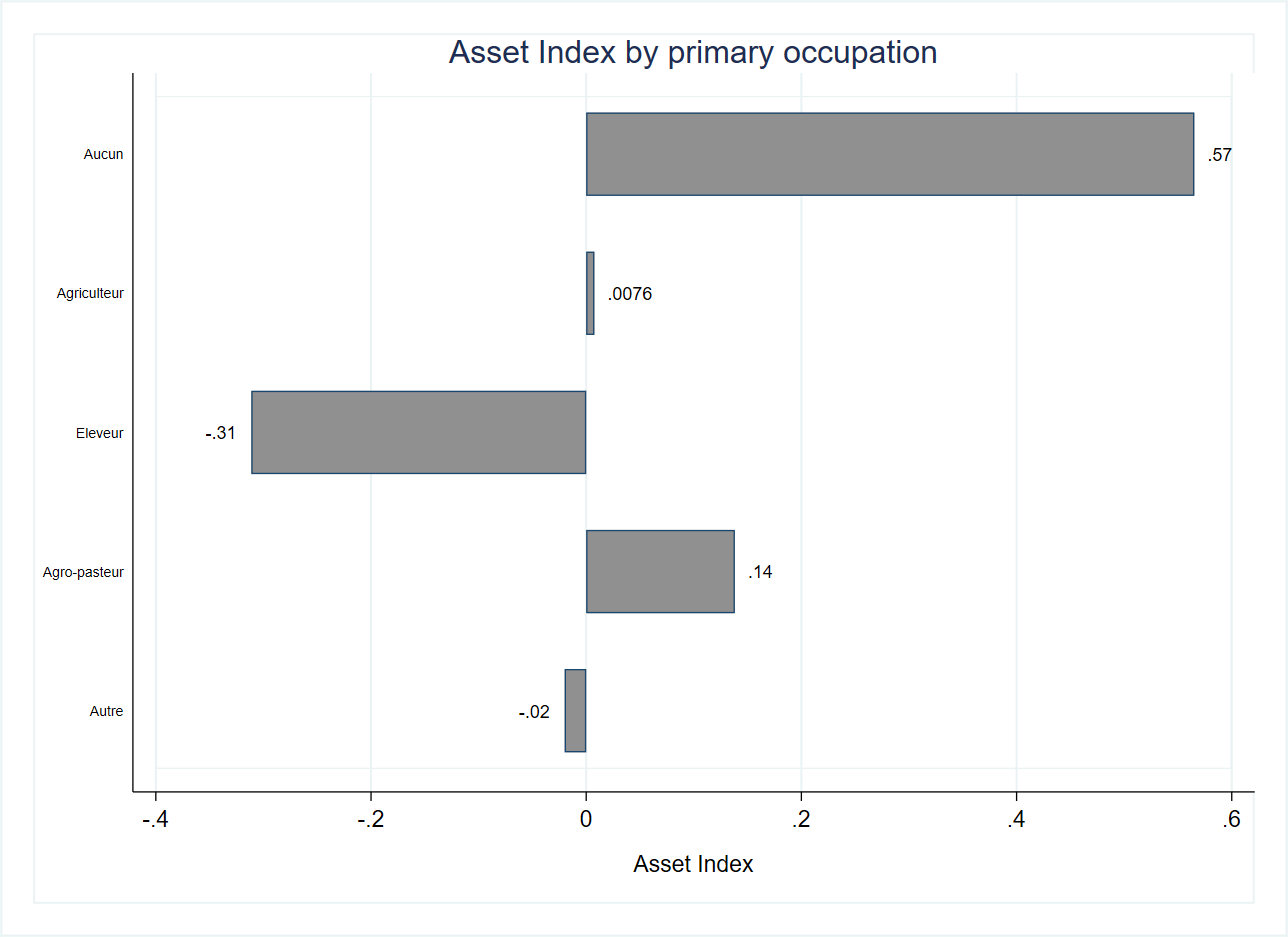 Asset Index by primary occupation
Aucun
.57
Agriculteur
.0076
Eleveur
-.31
Agro-pasteur
.14
Autre
-.02
-.4 -.2 0 .2 .4 .6
Asset Index